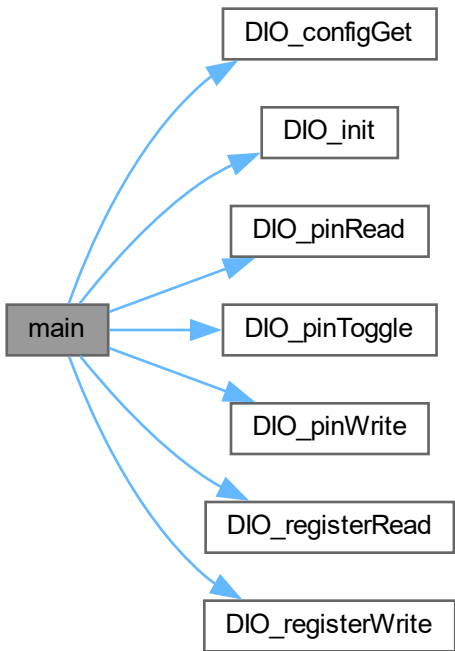 DIO_configGet
DIO_init
DIO_pinRead
main
DIO_pinToggle
DIO_pinWrite
DIO_registerRead
DIO_registerWrite